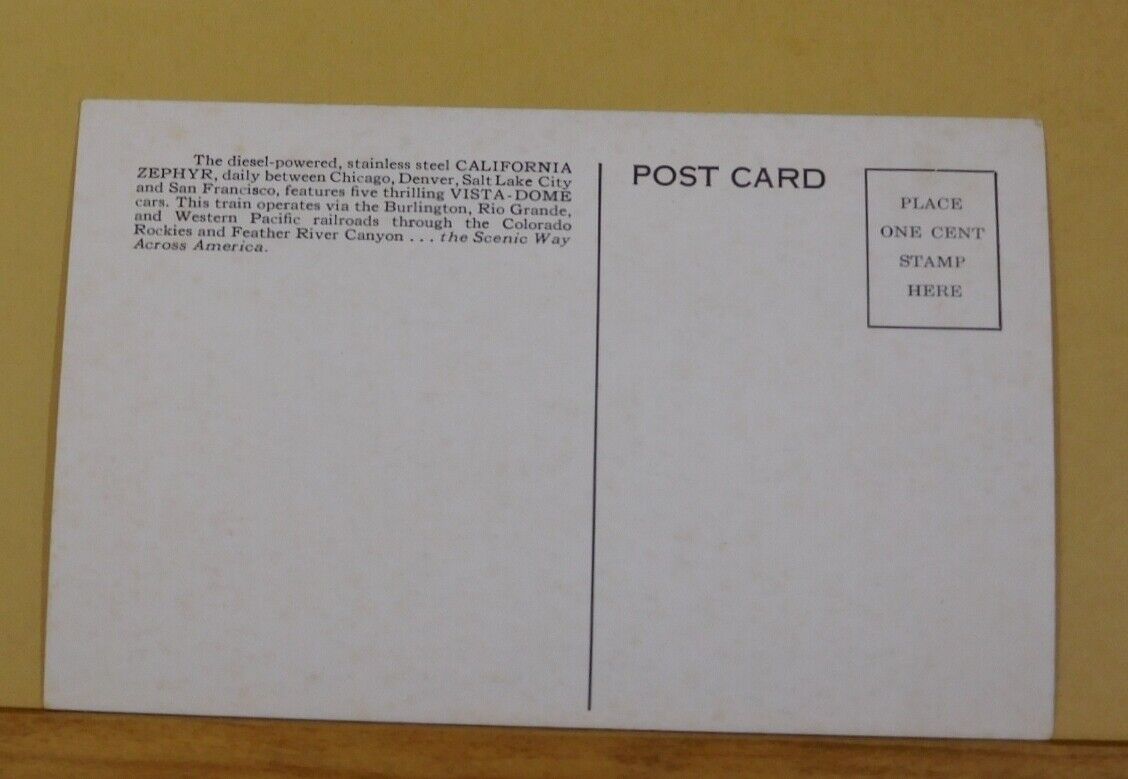 The diesel-powered, stainless steel CALIFORNIA
ZEPHYR, daily between Chicago, Denver, Salt Lake City
and San Francisco, features five thrilling VISTA-DOME
cars. This train operates via the Burlington, Rio Grande,
and Western Pacific railroads through the Colorado
Rockies and Feather River Canyon ... the Scenic Way
Across America.
POST CARD
PLACE
ONE CENT
STAMP
HERE